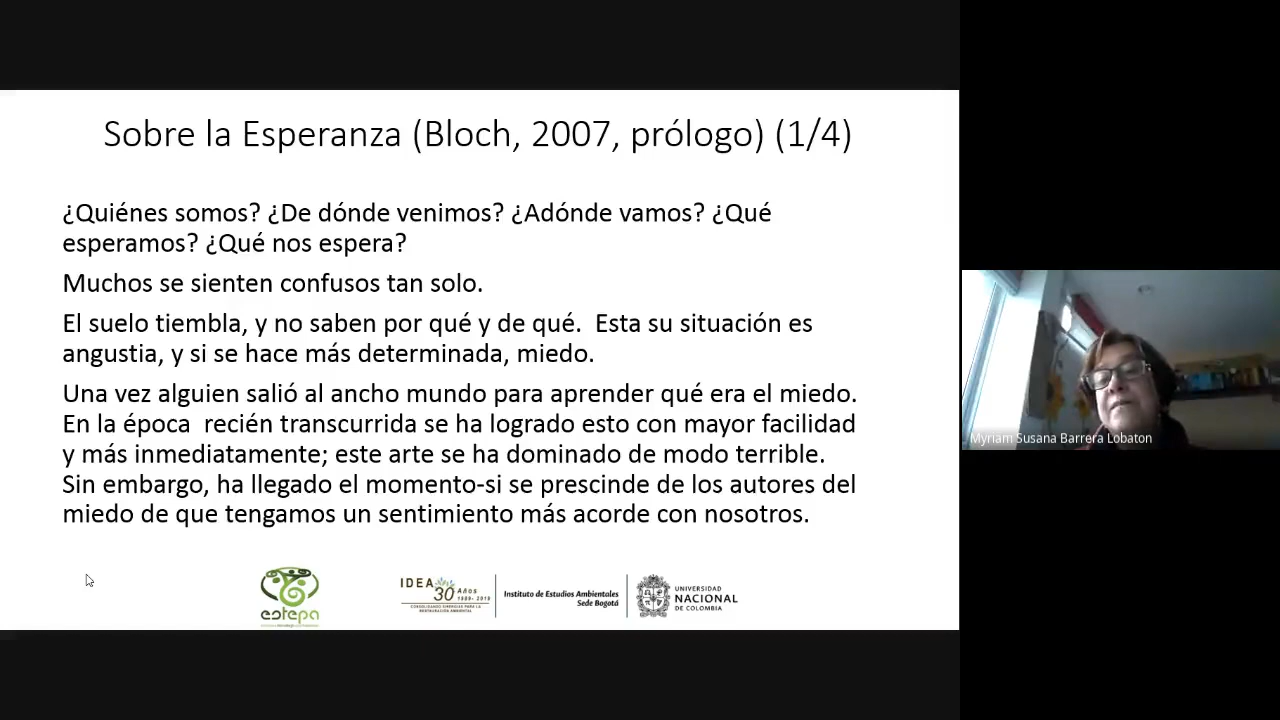 Sobre la Esperanza (Bloch, 2007, prólogo) (1/4)
¿Quiénes somos? ¿De dónde venimos? ¿Adónde vamos? ¿Qué
esperamos? ¿Qué nos espera?
Muchos se sienten confusos tan solo.
El suelo tiembla, y no saben por qué y de qué.  Esta su situación es
angustia, y si se hace más determinada, miedo.
Una vez alguien salió al ancho mundo para aprender qué era el miedo.
En la época  recién transcurrida se ha logrado esto con mayor facilidad
y más inmediatamente; este arte se ha dominado de modo terrible.
Sin embargo, ha llegado el momento-si se prescinde de los autores del
miedo de que tengamos un sentimiento más acorde con nosotros.
estepa
IDEA
30 Años
1989-2019
Instituto de Estudios Ambientales
Sede Bogotá
UNIVERSIDAD
NACIONAL
DE COLOMBIA
Myriam Susana Barrera Lobaton